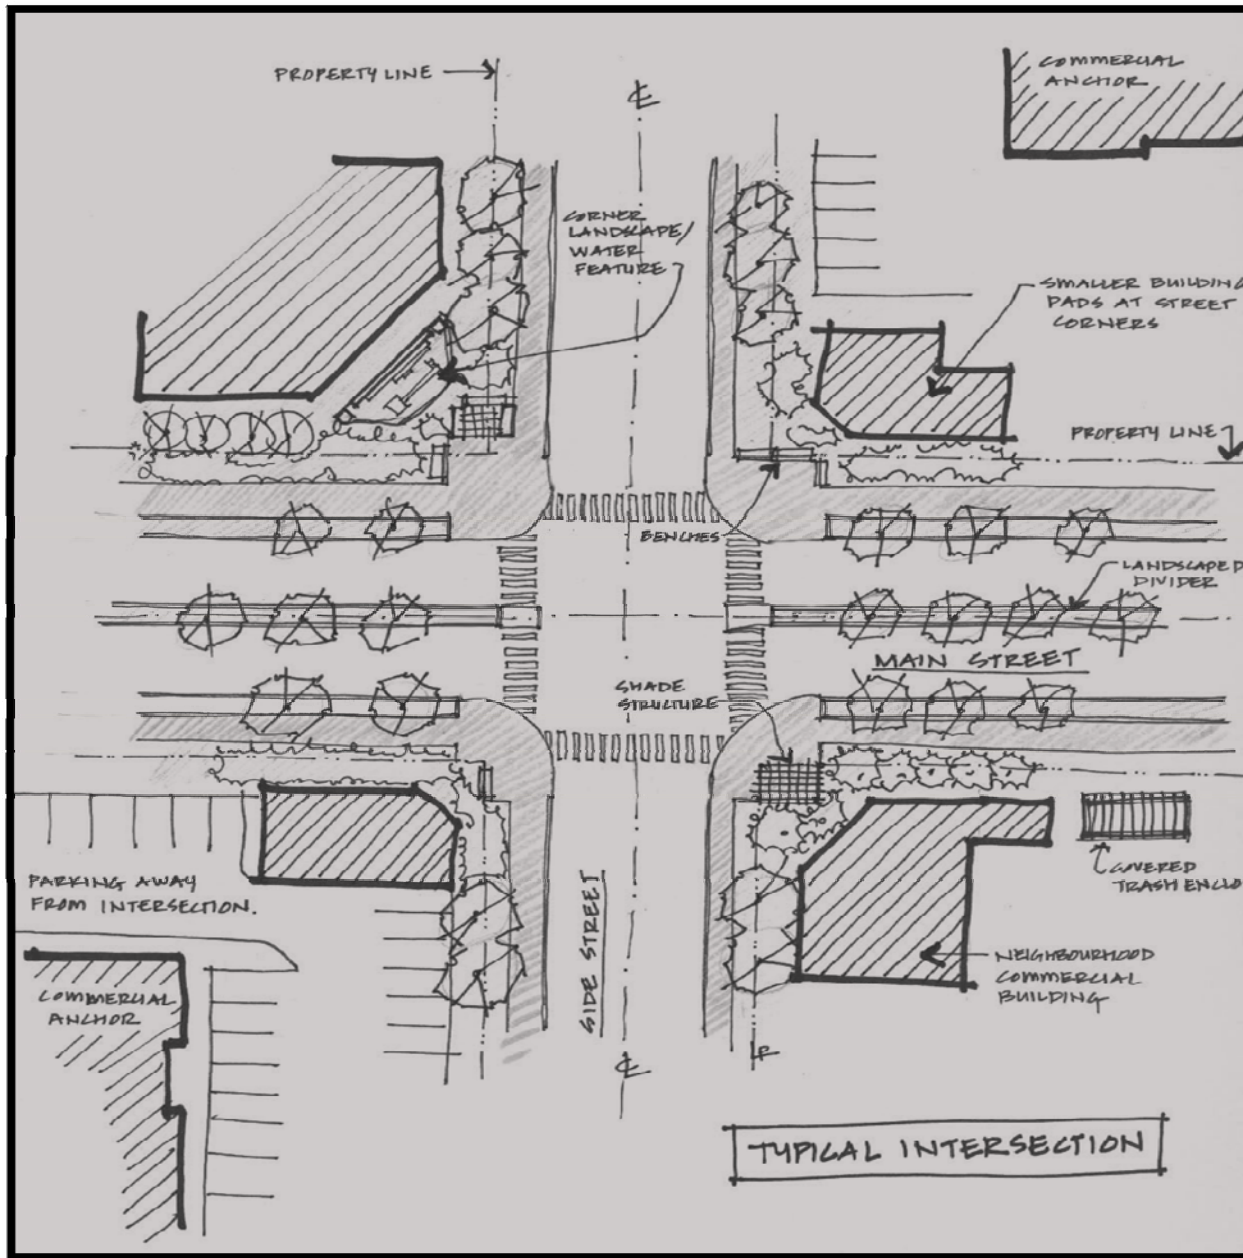 PROPERTY LINE
℄
COMMERCIAL
ANCHOR
CORNER
LANDSCAPE/
WATER
FEATURE
SMALLER BUILDING
PADS AT STREET
CORNERS
PROPERTY LINE
BENCHES
LANDSCAPED
DIVIDER
MAIN STREET
SHADE
STRUCTURE
PARKING AWAY
FROM INTERSECTION.
COVERED
TRASH ENCLO
SIDE STREET
NEIGHBOURHOOD
COMMERCIAL
BUILDING
COMMERCIAL
ANCHOR
℄
TYPICAL INTERSECTION